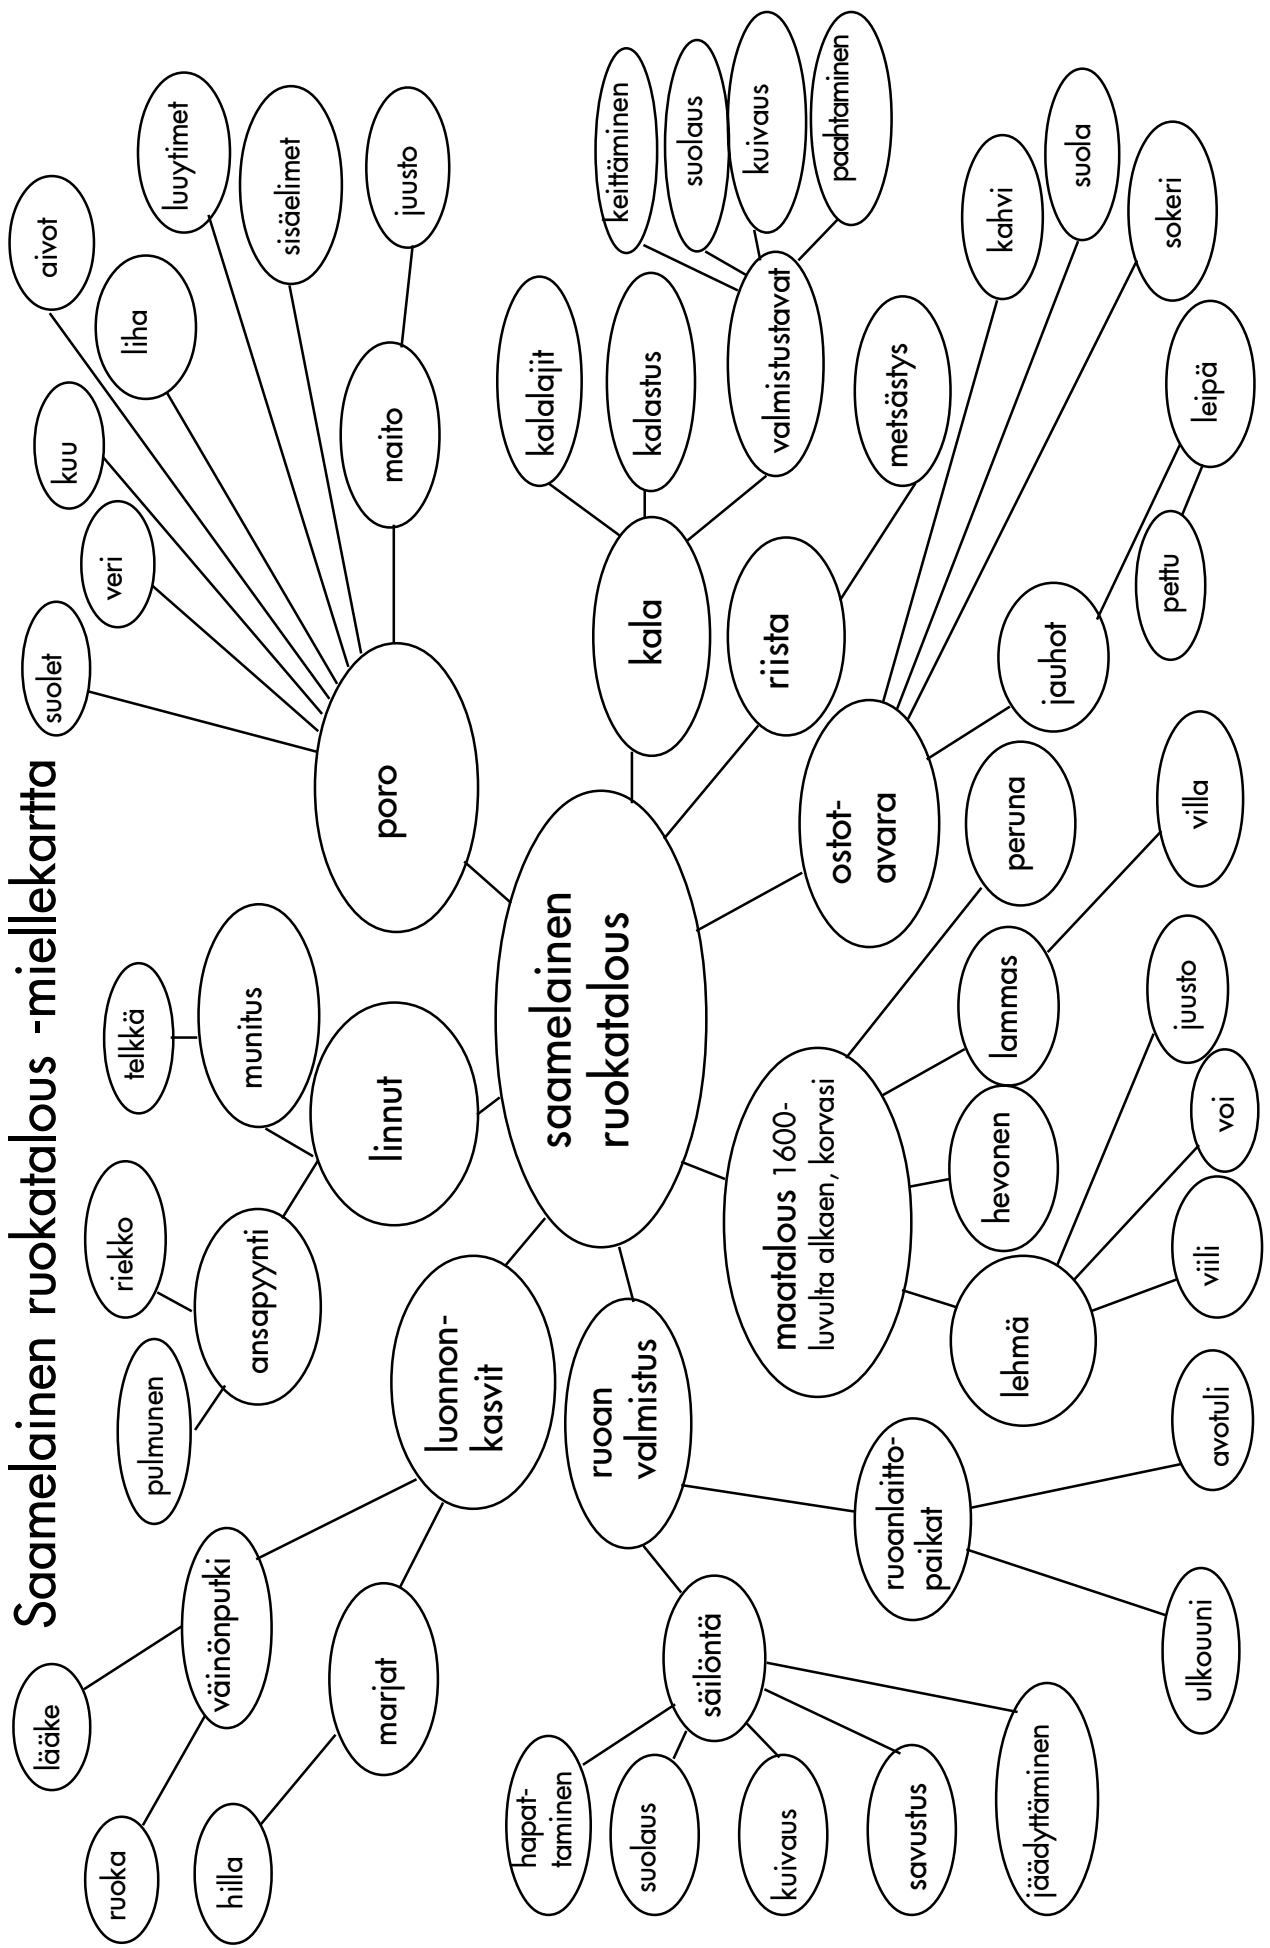 Saamelainen ruokatalous -miellekartta
saamelainen
ruokatalous
poro
suolet
veri
kuu
aivot
liha
luuytimet
sisäelimet
maito
juusto
kala
kalalajit
kalastus
valmistustavat
keittäminen
suolaus
kuivaus
paahtaminen
riista
metsästys
ostot-
avara
kahvi
suola
sokeri
jauhot
leipä
pettu
maatalous 1600-
luvulta alkaen, korvasi
peruna
lammas
villa
hevonen
lehmä
juusto
voi
viili
ruoan
valmistus
ruoanlaitto-
paikat
avotuli
ulkouuni
säilöntä
hapat-
taminen
suolaus
kuivaus
savustus
jäädyttäminen
luonnon-
kasvit
väinönputki
lääke
ruoka
marjat
hilla
linnut
munitus
telkkä
ansapyynti
riekko
pulmunen